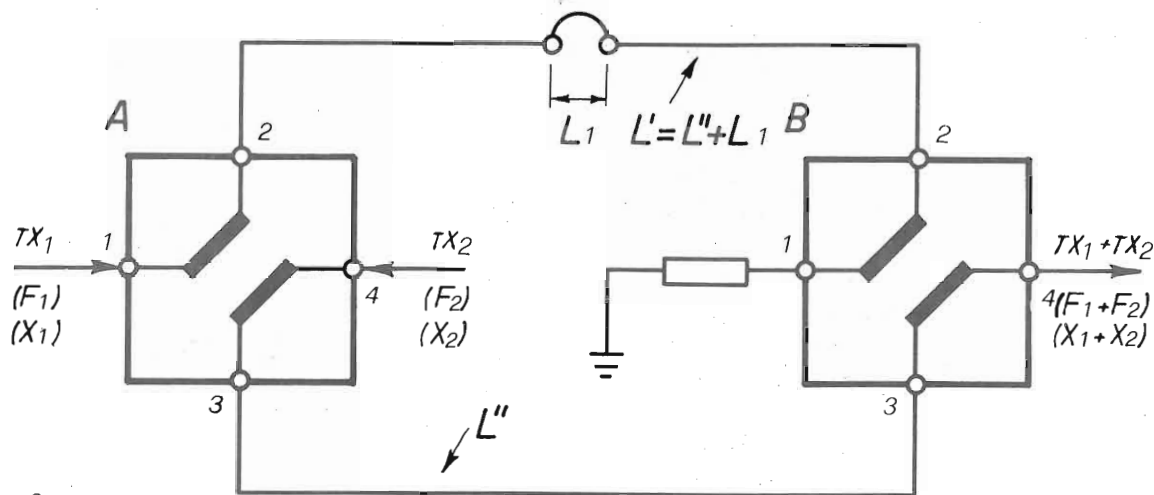 A
2
L1
L'=L"+L1
B
2
TX1
1
TX2
(F1)
(X1)
4
(F2)
(X2)
3
1
TX1+TX2
4(F1+F2)
(X1+X2)
3
L"